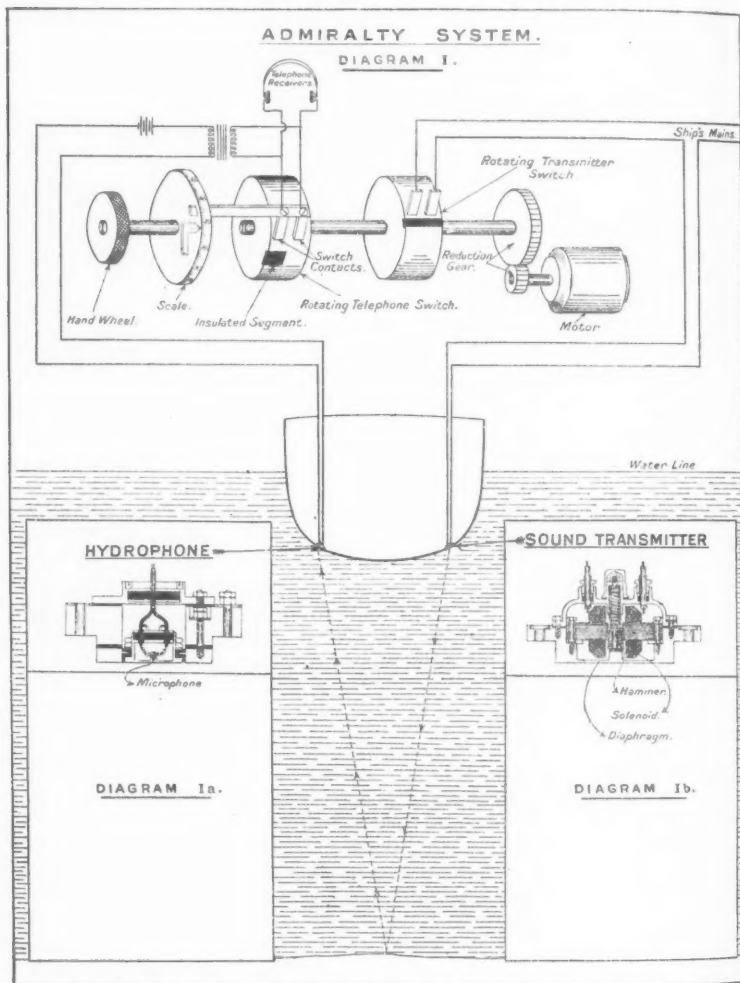 ADMIRALTY SYSTEM.
DIAGRAM I.
Telephone
Receivers
Ship's Mains
Rotating Transmitter
Switch
Switch
Contacts.
Reduction
Gear.
Hand Wheel.
Scale.
Insulated Segment.
Rotating Telephone Switch.
Motor
Water Line
HYDROPHONE
SOUND TRANSMITTER
Microphone
Hammer.
Solenoid.
Diaphragm.
DIAGRAM Ia.
DIAGRAM Ib.